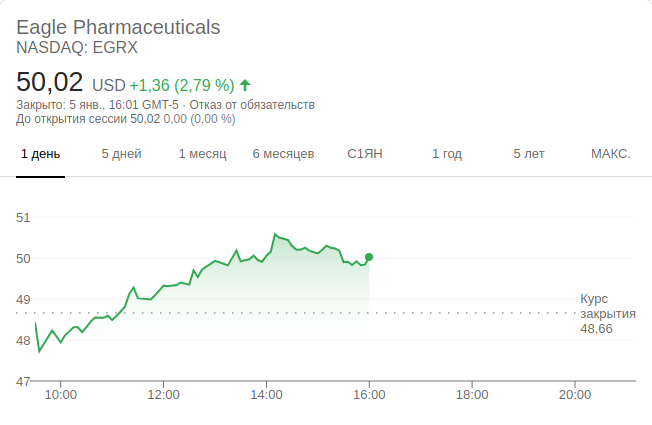 Eagle Pharmaceuticals
NASDAQ: EGRX
50,02 USD +1,36 (2,79 %)
Закрыто: 5 янв., 16:01 GMT-5 · Отказ от обязательств
До открытия сессии 50,02 0,00 (0,00 %)
1 день 5 дней 1 месяц 6 месяцев С1ЯН 1 год 5 лет МАКС.
51
50
49
Курс
закрытия
48,66
48
47
10:00 12:00 14:00 16:00 18:00 20:00